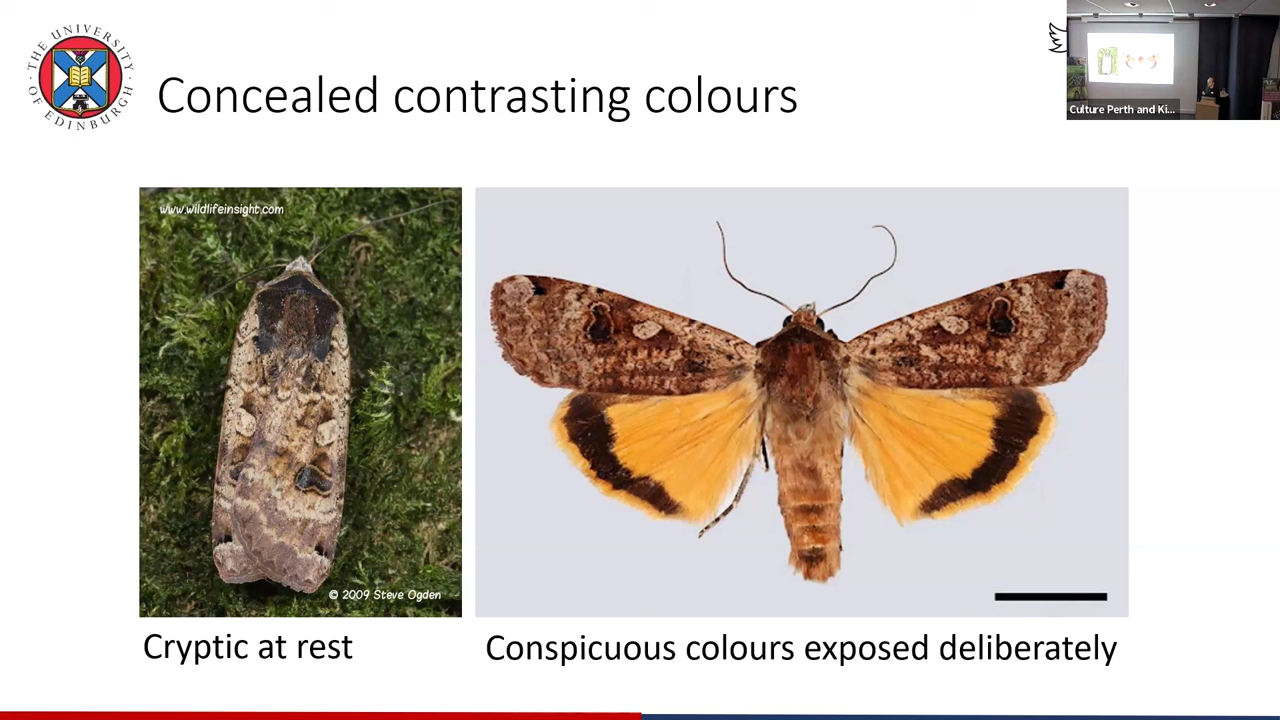 THE UNIVERSITY OF EDINBURGH
Concealed contrasting colours
Culture Perth and Ki...
www.wildlifeinsight.com
© 2009 Steve Ogden
Cryptic at rest
Conspicuous colours exposed deliberately